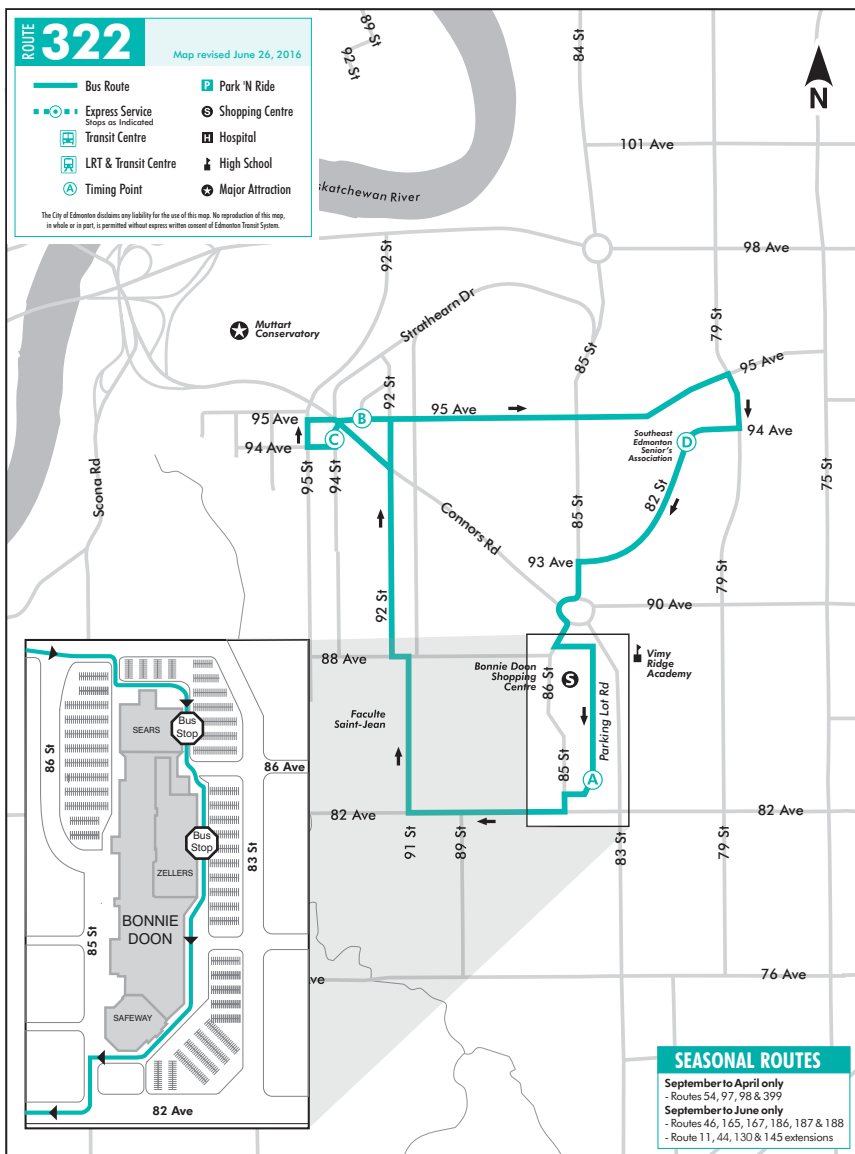 ROUTE 322
Map revised June 26, 2016
Bus Route
Express Service
Stops as Indicated
Transit Centre
LRT & Transit Centre
A Timing Point
P Park 'N Ride
S Shopping Centre
H Hospital
High School
Major Attraction
The City of Edmonton disclaims any liability for the use of this map. No reproduction of this map,
in whole or in part, is permitted without express written consent of Edmonton Transit System.
89 St
92 St
84 St
N
101 Ave
skatchewan River
92 St
98 Ave
Strathearn Dr
79 St
Muttart
Conservatory
85 St
95 Ave
92 St
95 Ave
B
95 Ave
94 Ave
C
94 Ave
Southeast
Edmonton
Senior's
Association
D
95 St
94 St
Scona Rd
82 St
75 St
85 St
Connors Rd
93 Ave
79 St
92 St
90 Ave
88 Ave
Bonnie Doon
Shopping
Centre
S
86 St
Vimy
Ridge
Academy
Faculte
Saint-Jean
Parking Lot Rd
85 St
A
82 Ave
82 Ave
91 St
89 St
83 St
79 St
ve
76 Ave
SEARS
Bus
Stop
86 St
86 Ave
Bus
Stop
83 St
ZELLERS
BONNIE
DOON
85 St
SAFEWAY
82 Ave
SEASONAL ROUTES
September to April only
- Routes 54, 97, 98 & 399
September to June only
- Routes 46, 165, 167, 186, 187 & 188
- Route 11, 44, 130 & 145 extensions